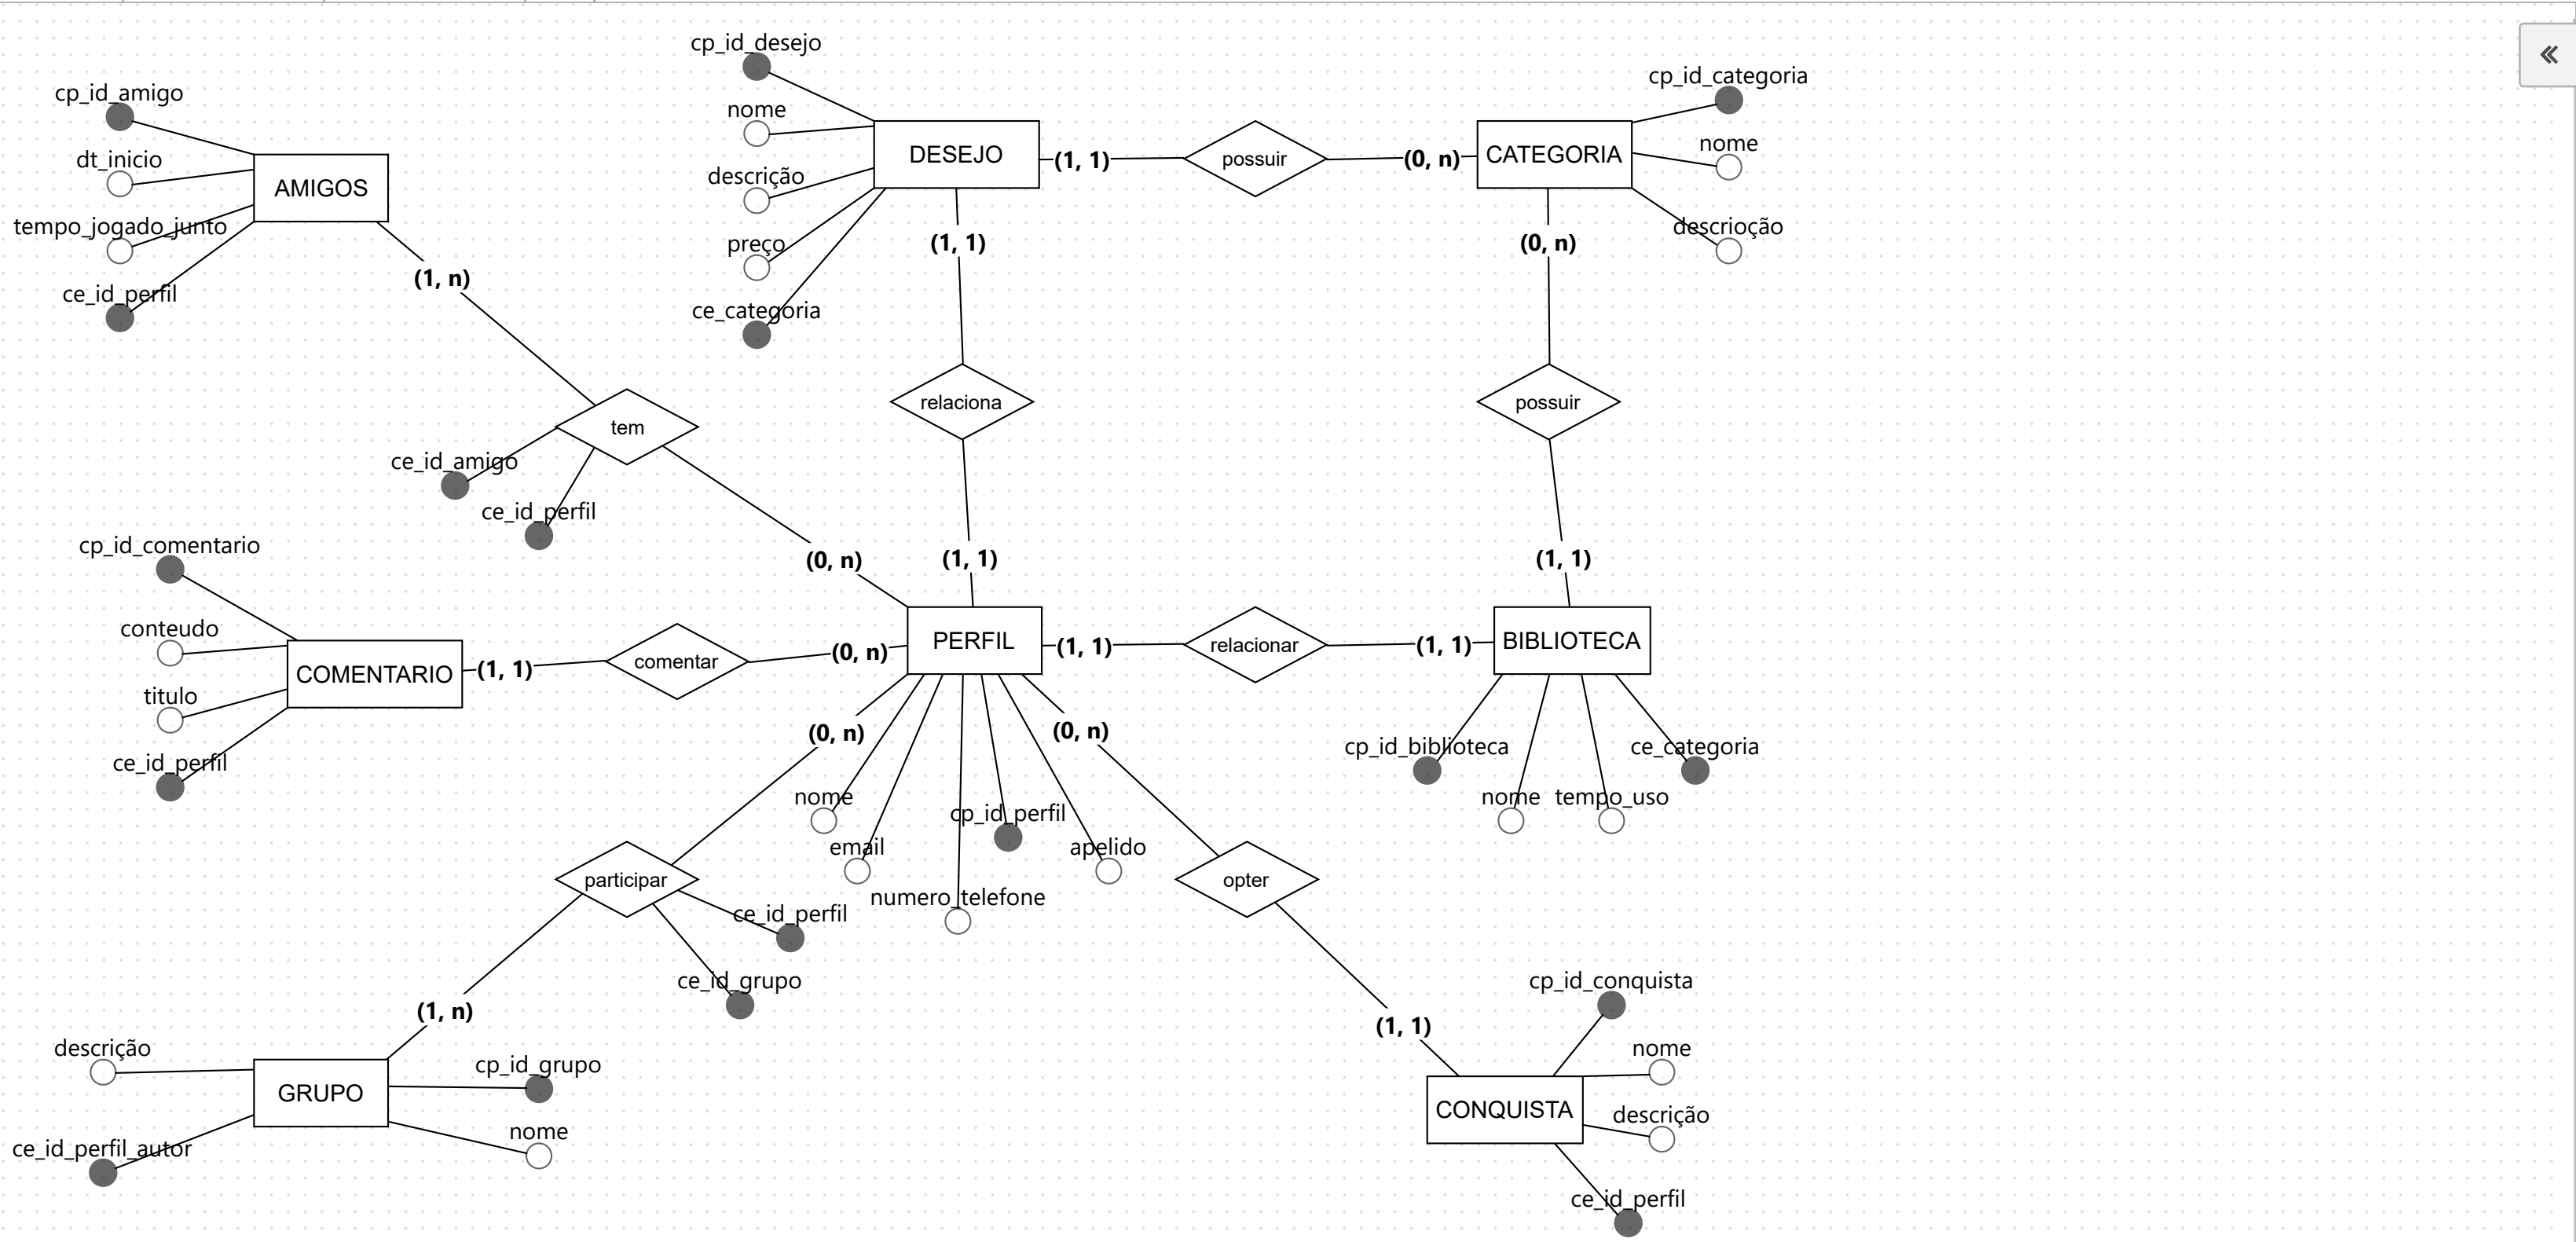 cp_id_desejo
cp_id_categoria
cp_id_amigo
nome
nome
dt_inicio
DESEJO
(1, 1)
possuir
(0, n)
CATEGORIA
descrição
AMIGOS
tempo_jogado_junto
descrioção
preço
(1, 1)
(0, n)
(1, n)
ce_id_perfil
ce_categoria
relaciona
possuir
tem
ce_id_amigo
ce_id_perfil
cp_id_comentario
(0, n)
(1, 1)
(1, 1)
conteudo
PERFIL
(1, 1)
relacionar
(1, 1)
BIBLIOTECA
COMENTARIO
(1, 1)
comentar
(0, n)
titulo
(0, n)
(0, n)
cp_id_biblioteca
ce_categoria
ce_id_perfil
nome
cp_id_perfil
nome
tempo_uso
email
apelido
participar
numero_telefone
opter
ce_id_perfil
ce_id_grupo
cp_id_conquista
(1, n)
(1, 1)
descrição
cp_id_grupo
nome
GRUPO
CONQUISTA
descrição
ce_id_perfil_autor
nome
ce_id_perfil